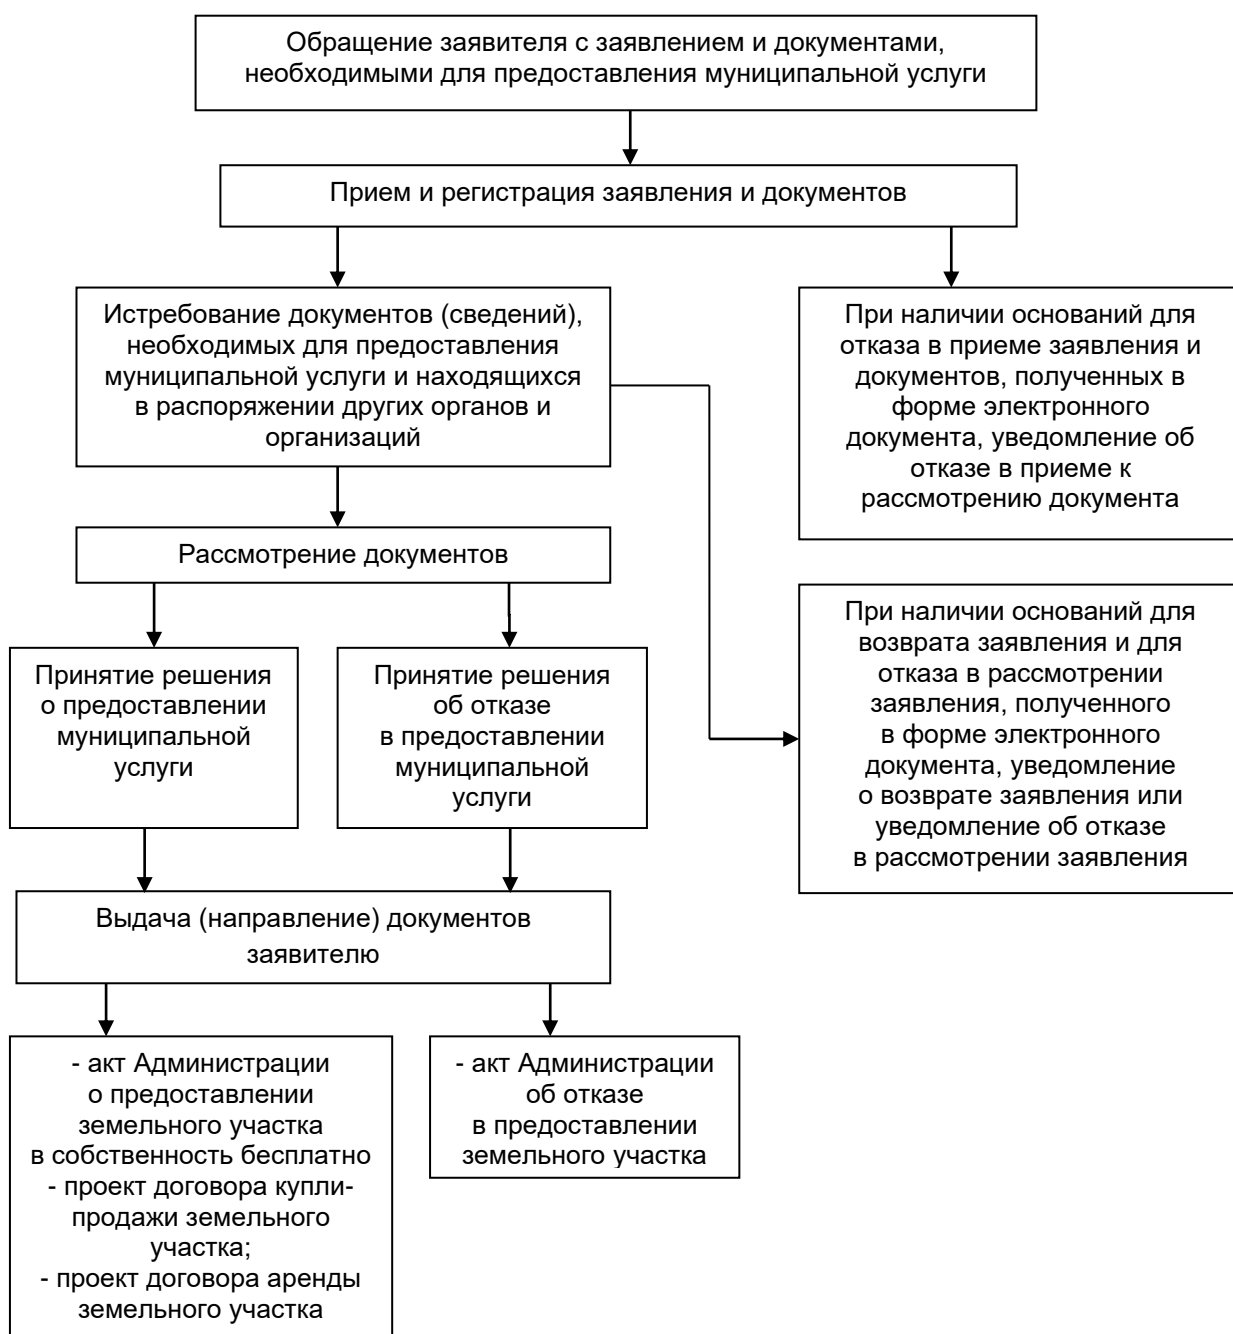 Обращение заявителя с заявлением и документами,
необходимыми для предоставления муниципальной услуги
Прием и регистрация заявления и документов
Истребование документов (сведений),
необходимых для предоставления
муниципальной услуги и находящихся
в распоряжении других органов и
организаций
При наличии оснований для
отказа в приеме заявления и
документов, полученных в
форме электронного
документа, уведомление об
отказе в приеме к
рассмотрению документа
Рассмотрение документов
При наличии оснований для
возврата заявления и для
отказа в рассмотрении
заявления, полученного
в форме электронного
документа, уведомление
о возврате заявления или
уведомление об отказе
в рассмотрении заявления
Принятие решения
о предоставлении
муниципальной
услуги
Принятие решения
об отказе
в предоставлении
муниципальной
услуги
Выдача (направление) документов
заявителю
- акт Администрации
о предоставлении
земельного участка
в собственность бесплатно
- проект договора купли-
продажи земельного
участка;
- проект договора аренды
земельного участка
- акт Администрации
об отказе
в предоставлении
земельного участка